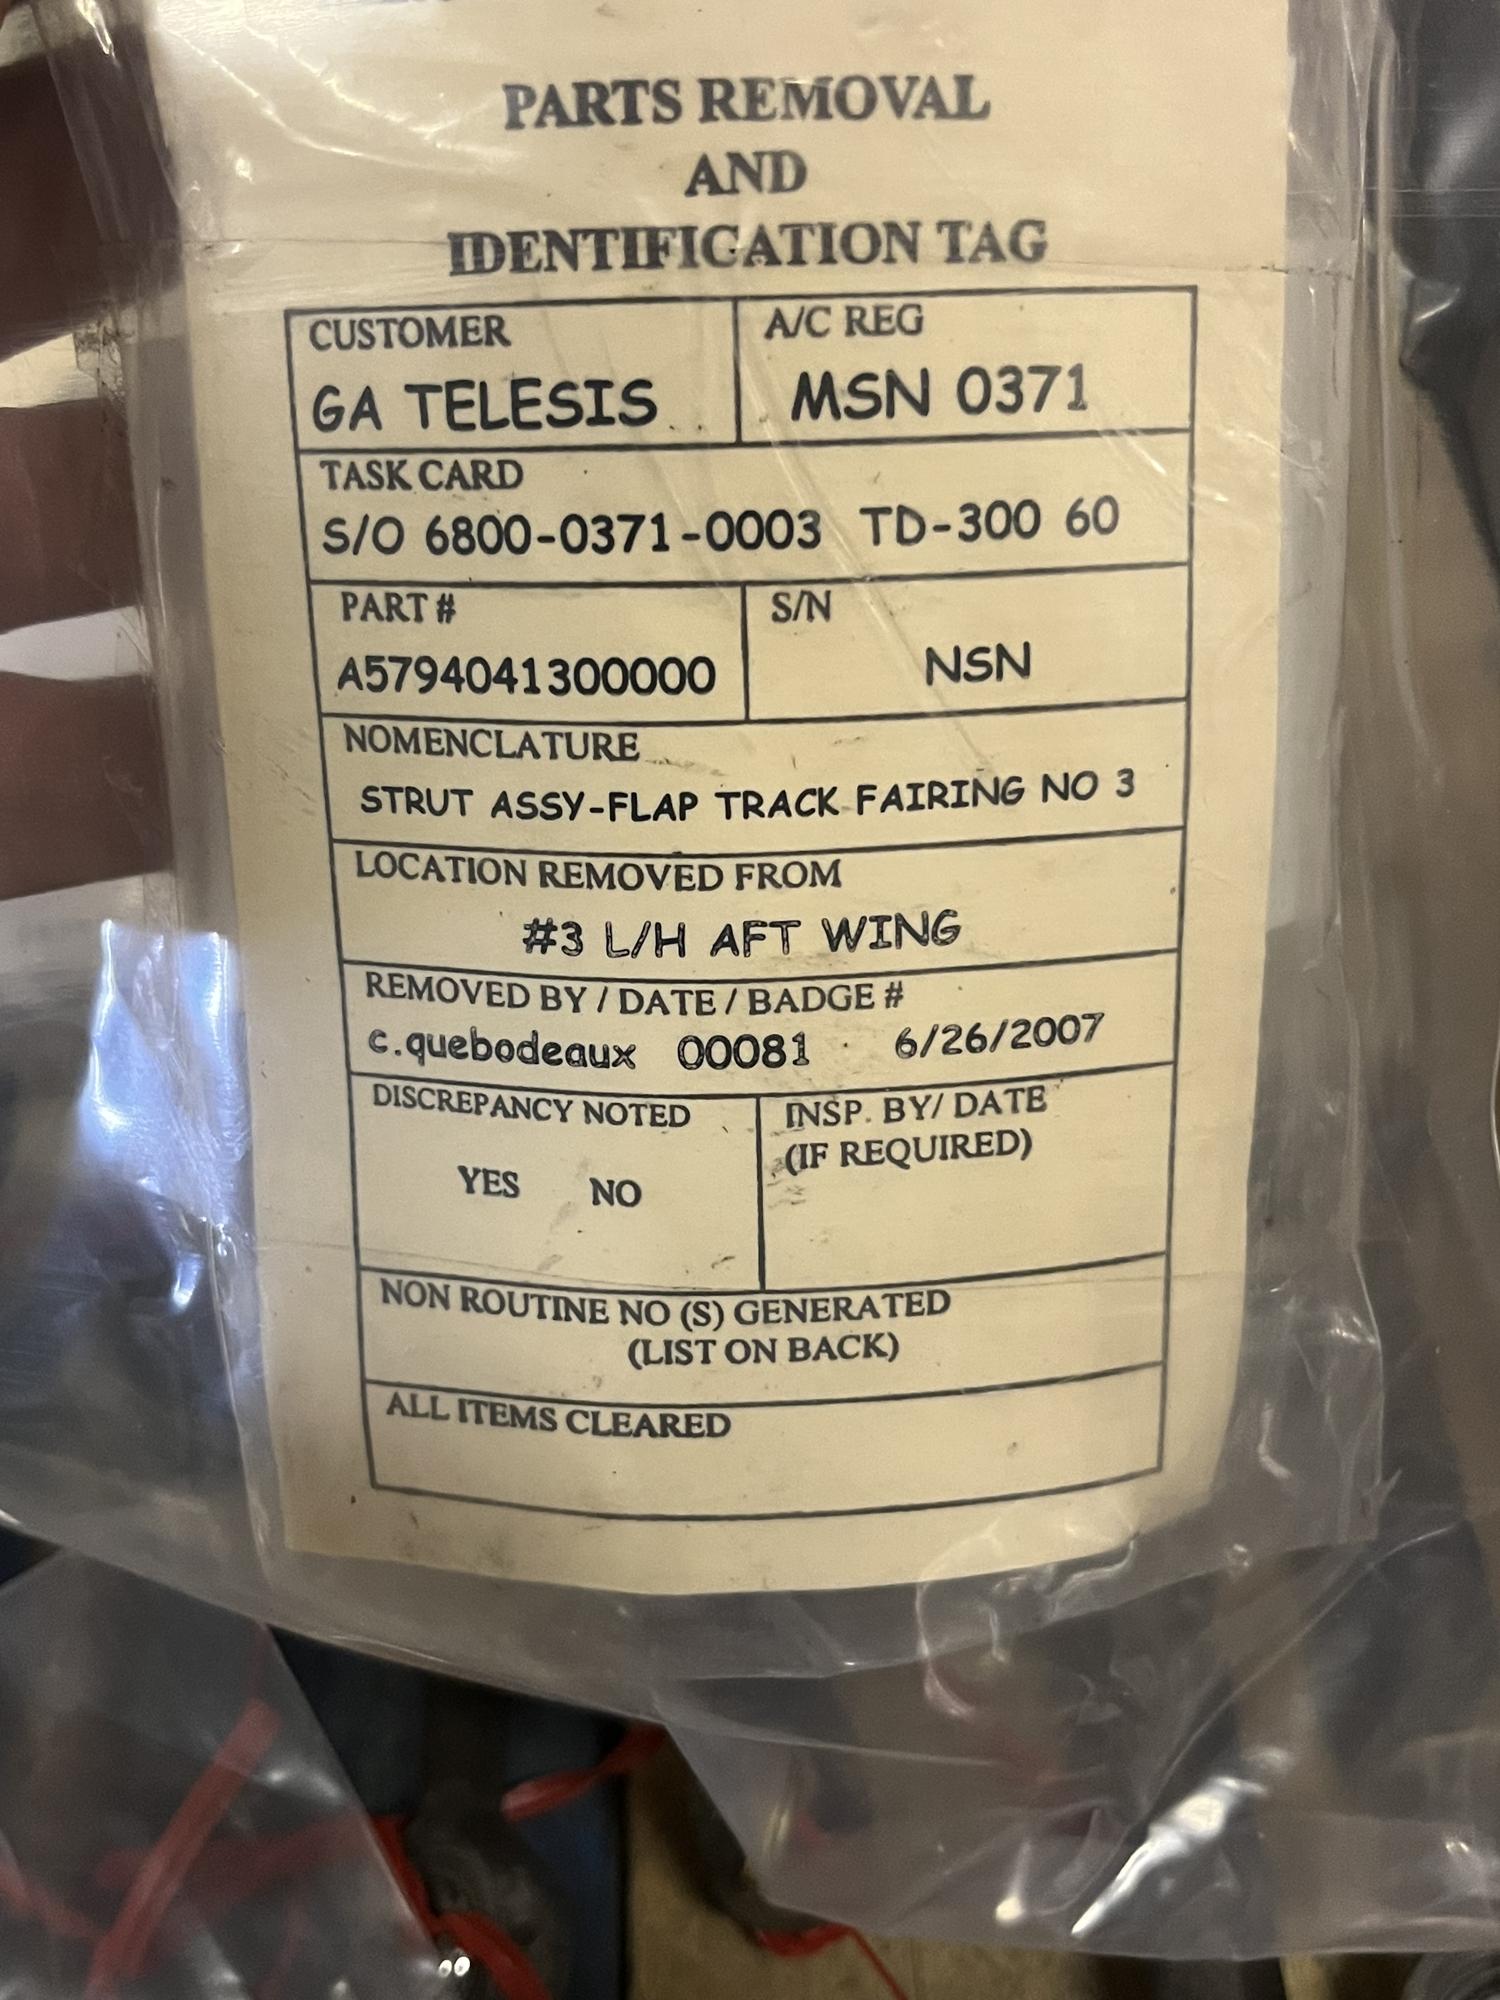 PARTS REMOVAL
AND
IDENTIFICATION TAG
CUSTOMER
GA TELESIS
A/C REG
MSN 0371
TASK CARD
S/O 6800-0371-0003 TD-300 60
PART #
A5794041300000
S/N
NSN
NOMENCLATURE
STRUT ASSY-FLAP TRACK FAIRING NO 3
LOCATION REMOVED FROM
#3 L/H AFT WING
REMOVED BY / DATE / BADGE #
c.quebodeaux 00081 6/26/2007
DISCREPANCY NOTED
YES NO
INSP. BY/ DATE
(IF REQUIRED)
NON ROUTINE NO (S) GENERATED
(LIST ON BACK)
ALL ITEMS CLEARED